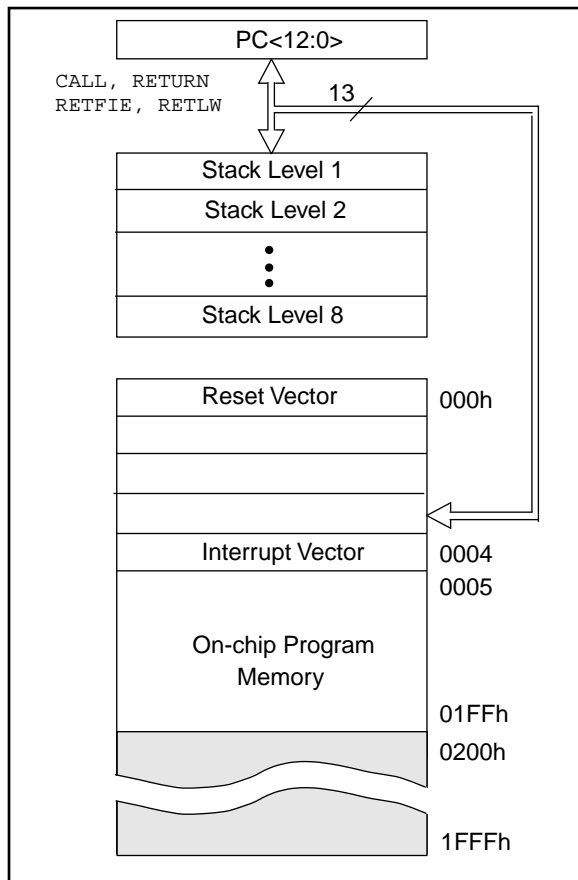 PC<12:0>
CALL, RETURN
RETFIE, RETLW
13
Stack Level 1
Stack Level 2
Stack Level 8
Reset Vector
000h
Interrupt Vector
0004
0005
On-chip Program
Memory
01FFh
0200h
1FFFh